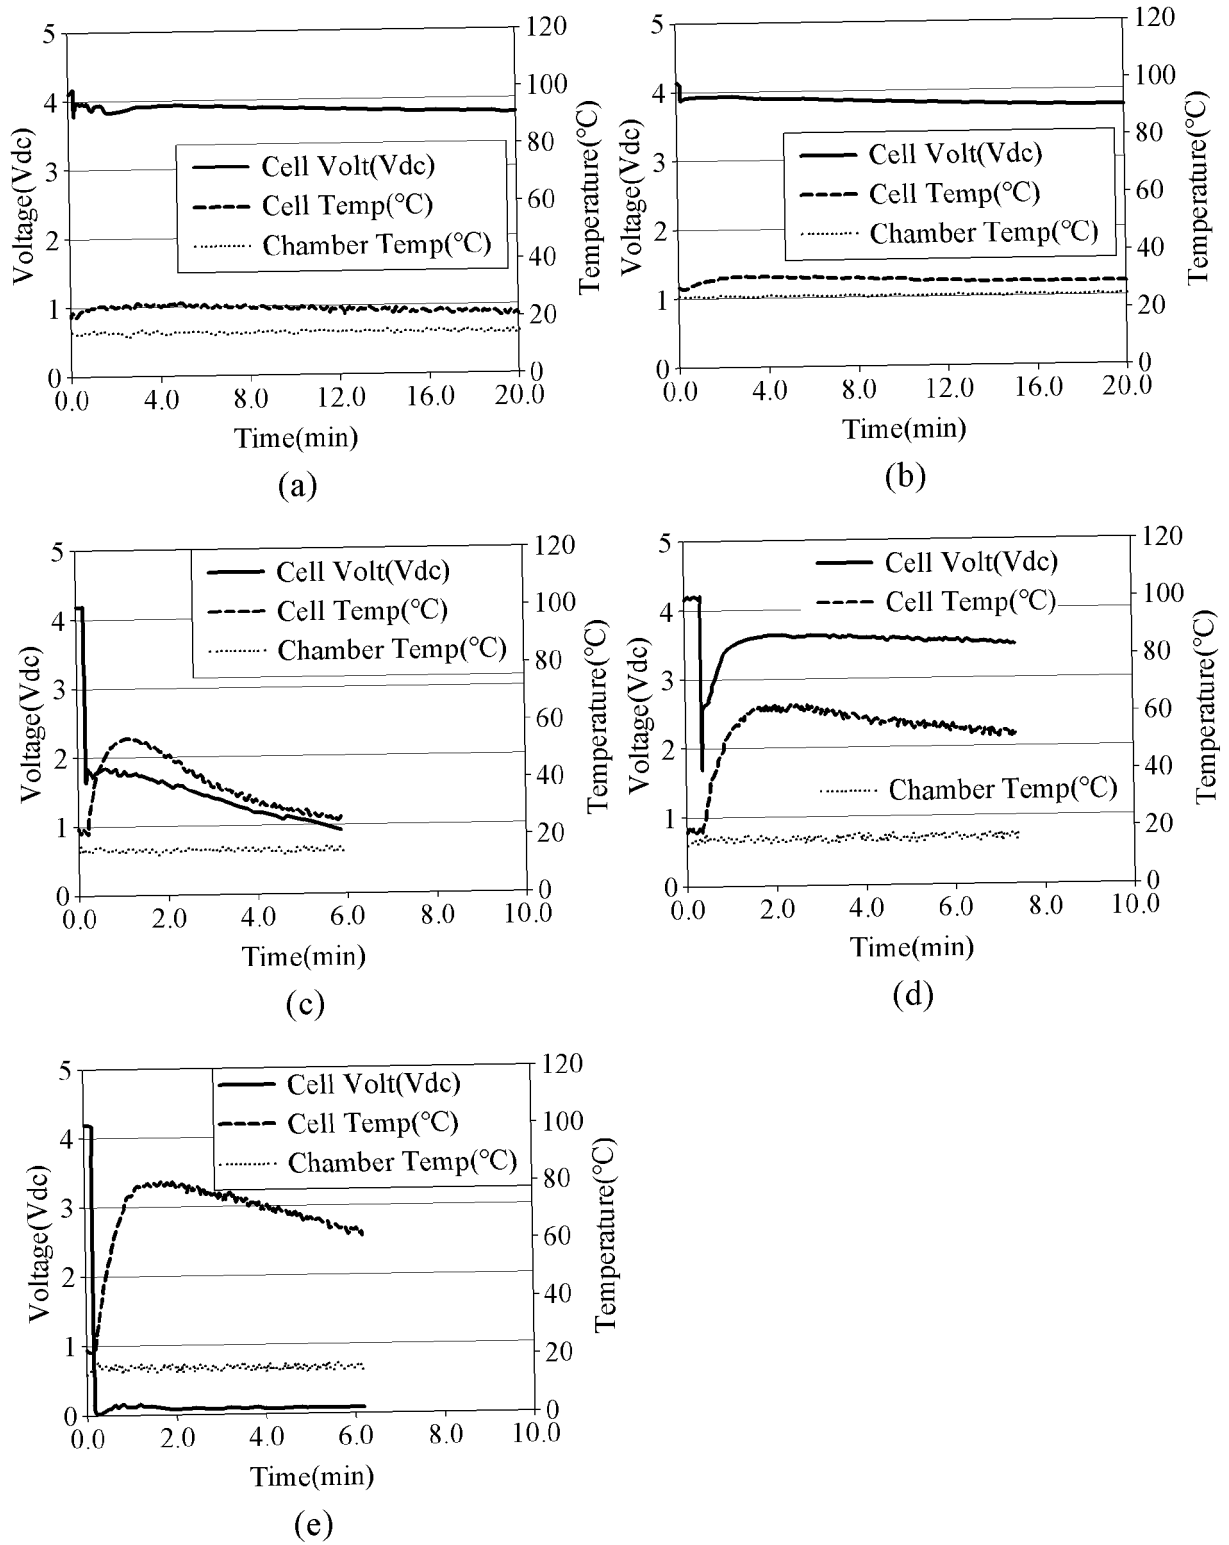 5
4
3
2
1
0
Voltage(Vdc)
120
100
80
60
40
20
0
Temperature(℃)
Cell Volt(Vdc)
Cell Temp(℃)
Chamber Temp(℃)
0.0 4.0 8.0 12.0 16.0 20.0
Time(min)
(a)
5
4
3
2
1
0
Voltage(Vdc)
120
100
80
60
40
20
0
Temperature(℃)
Cell Volt(Vdc)
Cell Temp(℃)
Chamber Temp(℃)
0.0 4.0 8.0 12.0 16.0 20.0
Time(min)
(b)
5
4
3
2
1
0
Voltage(Vdc)
120
100
80
60
40
20
0
Temperature(℃)
Cell Volt(Vdc)
Cell Temp(℃)
Chamber Temp(℃)
0.0 2.0 4.0 6.0 8.0 10.0
Time(min)
(c)
5
4
3
2
1
0
Voltage(Vdc)
120
100
80
60
40
20
0
Temperature(℃)
Cell Volt(Vdc)
Cell Temp(℃)
Chamber Temp(℃)
0.0 2.0 4.0 6.0 8.0 10.0
Time(min)
(d)
5
4
3
2
1
0
Voltage(Vdc)
120
100
80
60
40
20
0
Temperature(℃)
Cell Volt(Vdc)
Cell Temp(℃)
Chamber Temp(℃)
0.0 2.0 4.0 6.0 8.0 10.0
Time(min)
(e)